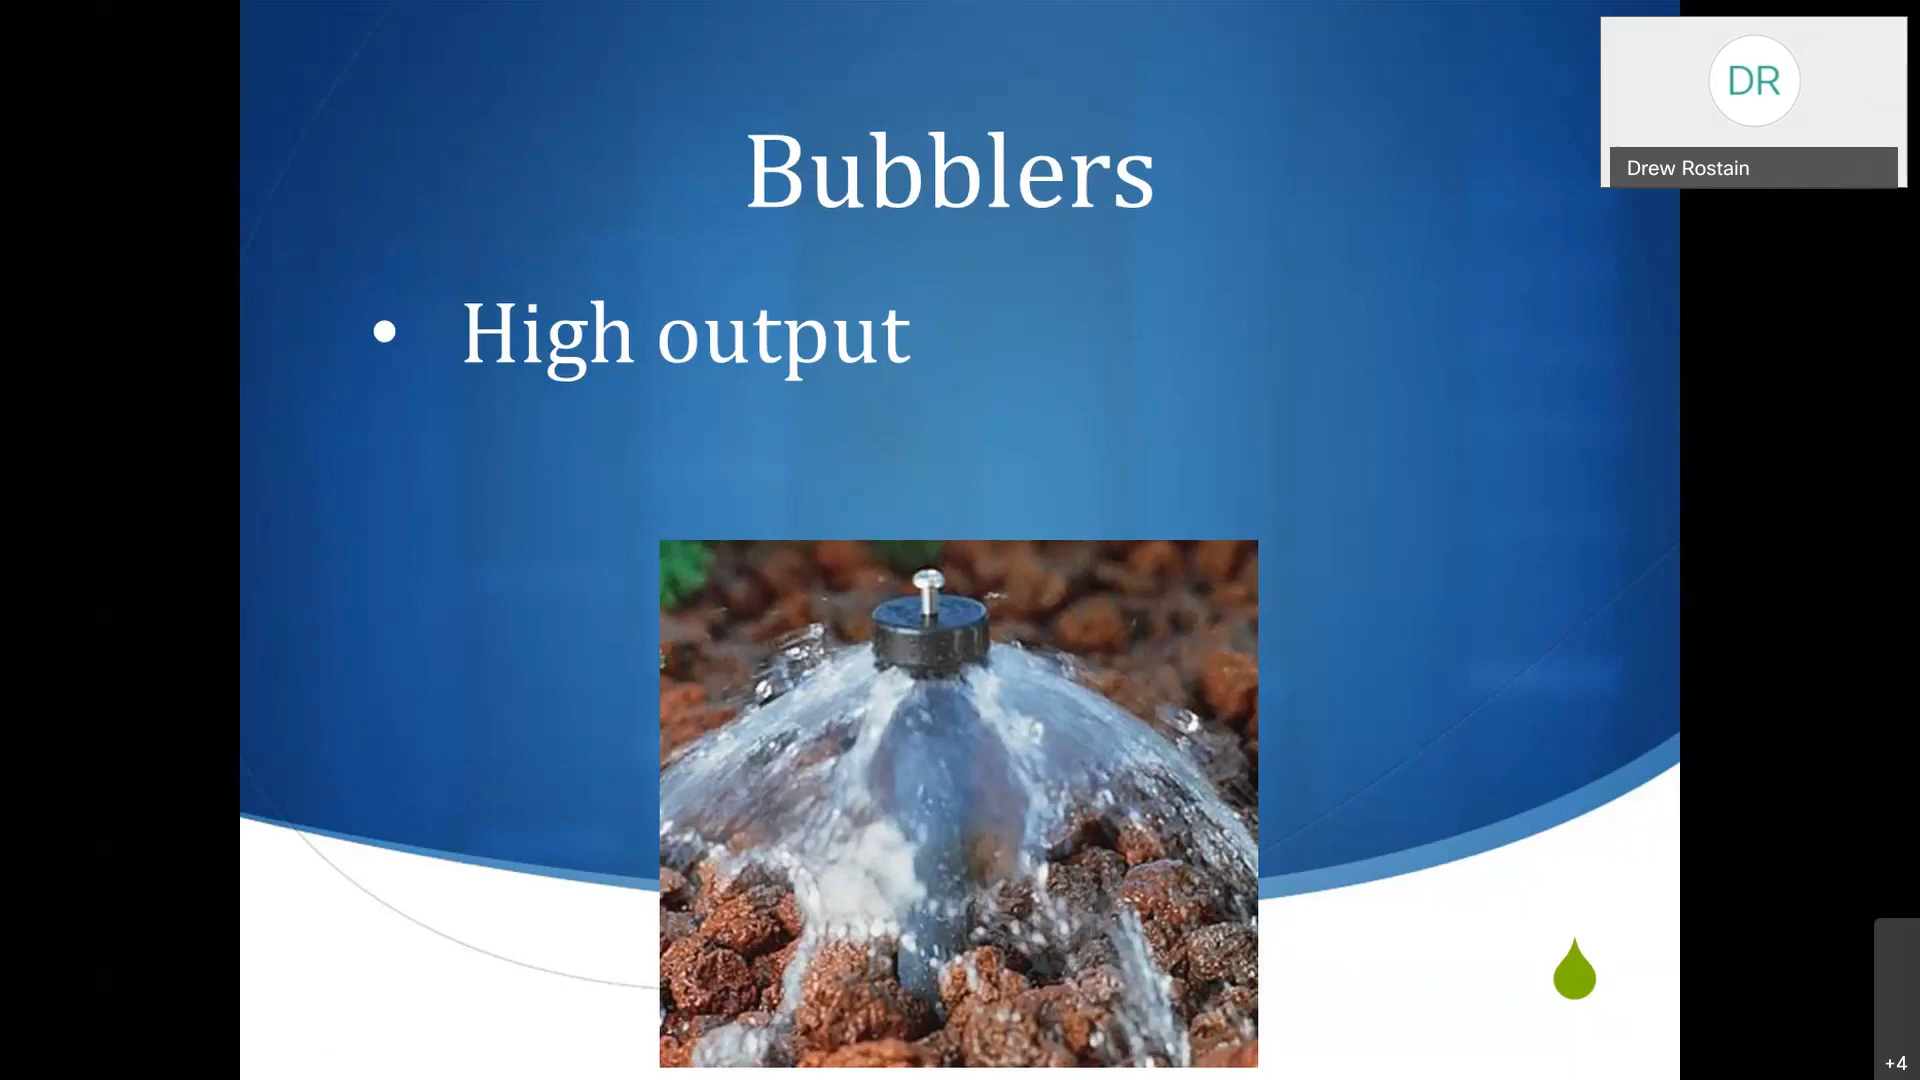 Bubblers
• High output
DR
Drew Rostain
+4